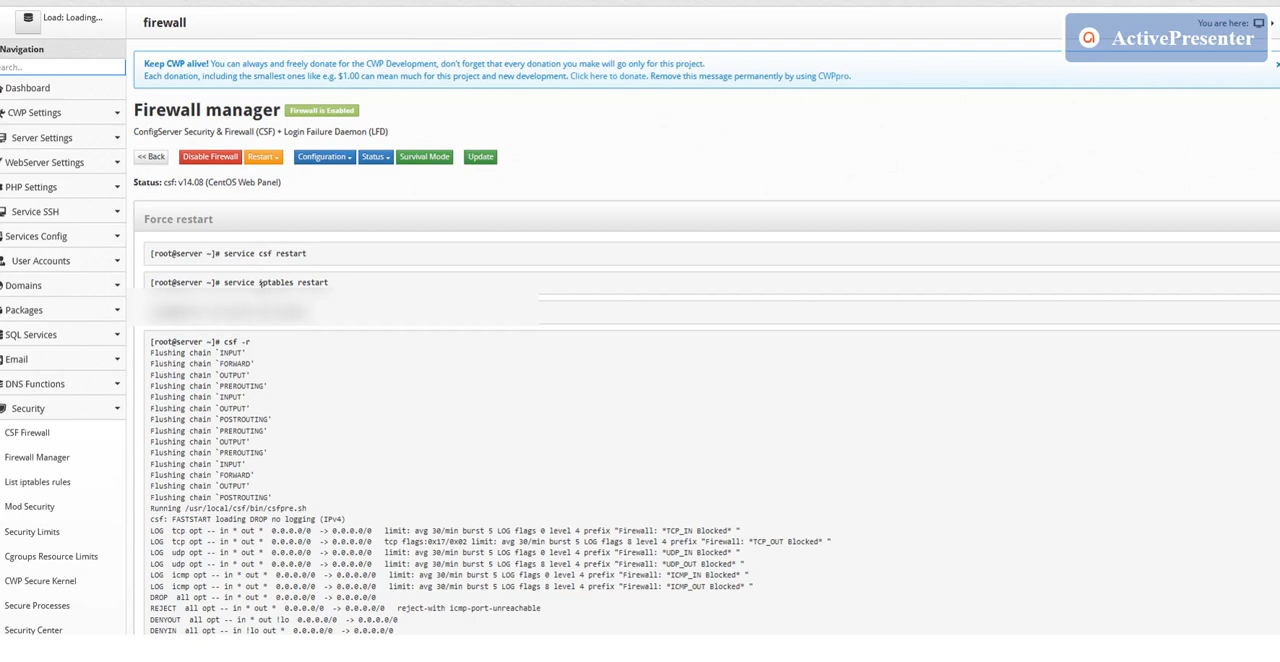 Load: Loading...
firewall
You are here:
ActivePresenter
Navigation
earch..
Dashboard
CWP Settings
Server Settings
WebServer Settings
PHP Settings
Service SSH
Services Config
User Accounts
Domains
Packages
SQL Services
Email
DNS Functions
Security
CSF Firewall
Firewall Manager
List iptables rules
Mod Security
Security Limits
Cgroups Resource Limits
CWP Secure Kernel
Secure Processes
Security Center
Keep CWP alive! You can always and freely donate for the CWP Development, don't forget that every donation you make will go only for this project.
Each donation, including the smallest ones like e.g. $1.00 can mean much for this project and new development. Click here to donate. Remove this message permanently by using CWPpro.
Firewall manager Firewall is Enabled
ConfigServer Security & Firewall (CSF) + Login Failure Daemon (LFD)
<< Back Disable Firewall Restart Configuration Status Survival Mode Update
Status: csf: v14.08 (CentOS Web Panel)
Force restart
[root@server ~]# service csf restart
[root@server ~]# service iptables restart
[root@server ~]# csf -r
Flushing chain `INPUT'
Flushing chain `FORWARD'
Flushing chain `OUTPUT'
Flushing chain `PREROUTING'
Flushing chain `INPUT'
Flushing chain `OUTPUT'
Flushing chain `POSTROUTING'
Flushing chain `PREROUTING'
Flushing chain `OUTPUT'
Flushing chain `PREROUTING'
Flushing chain `INPUT'
Flushing chain `FORWARD'
Flushing chain `OUTPUT'
Flushing chain `POSTROUTING'
Running /usr/local/csf/bin/csfpre.sh
csf: FASTSTART loading DROP no logging (IPv4)
LOG tcp opt -- in * out * 0.0.0.0/0 -> 0.0.0.0/0 limit: avg 30/min burst 5 LOG flags 0 level 4 prefix "Firewall: *TCP_IN Blocked* "
LOG tcp opt -- in * out * 0.0.0.0/0 -> 0.0.0.0/0 tcp flags:0x17/0x02 limit: avg 30/min burst 5 LOG flags 8 level 4 prefix "Firewall: *TCP_OUT Blocked* "
LOG udp opt -- in * out * 0.0.0.0/0 -> 0.0.0.0/0 limit: avg 30/min burst 5 LOG flags 0 level 4 prefix "Firewall: *UDP_IN Blocked* "
LOG udp opt -- in * out * 0.0.0.0/0 -> 0.0.0.0/0 limit: avg 30/min burst 5 LOG flags 8 level 4 prefix "Firewall: *UDP_OUT Blocked* "
LOG icmp opt -- in * out * 0.0.0.0/0 -> 0.0.0.0/0 limit: avg 30/min burst 5 LOG flags 0 level 4 prefix "Firewall: *ICMP_IN Blocked* "
LOG icmp opt -- in * out * 0.0.0.0/0 -> 0.0.0.0/0 limit: avg 30/min burst 5 LOG flags 8 level 4 prefix "Firewall: *ICMP_OUT Blocked* "
DROP all opt -- in * out * 0.0.0.0/0 -> 0.0.0.0/0
REJECT all opt -- in * out * 0.0.0.0/0 -> 0.0.0.0/0 reject-with icmp-port-unreachable
DENYOUT all opt -- in * out !lo 0.0.0.0/0 -> 0.0.0.0/0
DENYIN all opt -- in !lo out * 0.0.0.0/0 -> 0.0.0.0/0